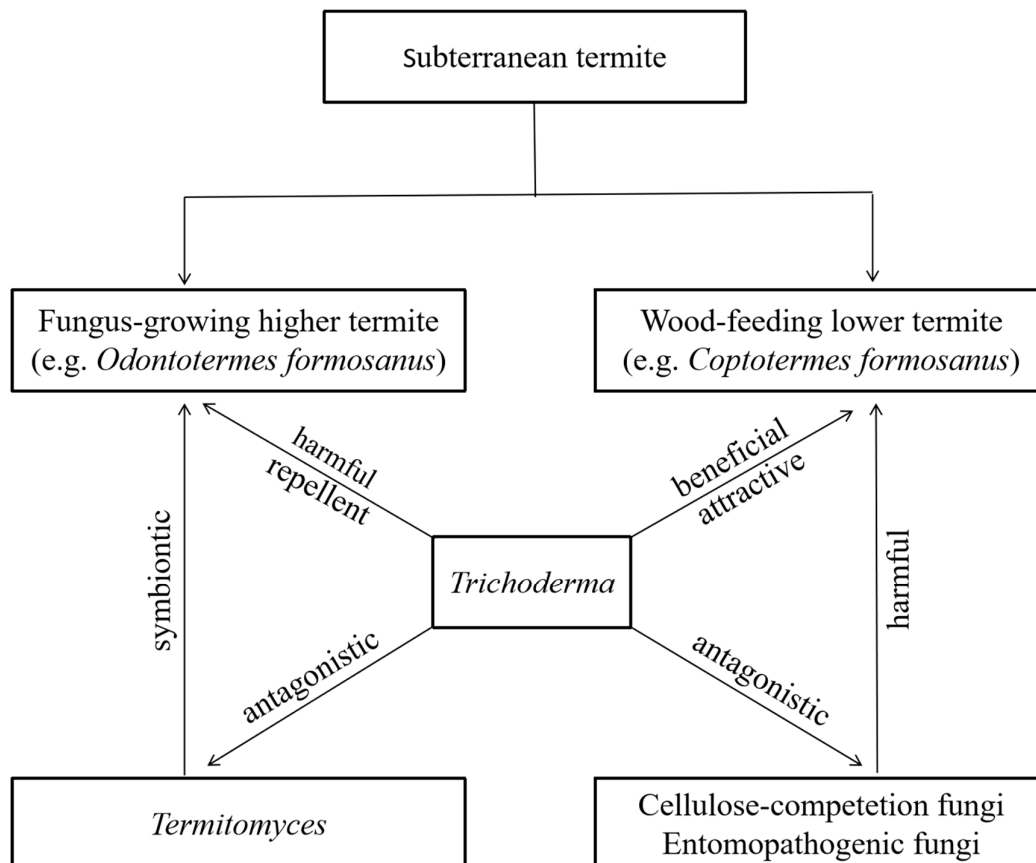 Subterranean termite
Fungus-growing higher termite
(e.g. Odontotermes formosanus)
Wood-feeding lower termite
(e.g. Coptotermes formosanus)
harmful
repellent
beneficial
attractive
symbiontic
Trichoderma
harmful
antagonistic
antagonistic
Termitomyces
Cellulose-competetion fungi
Entomopathogenic fungi